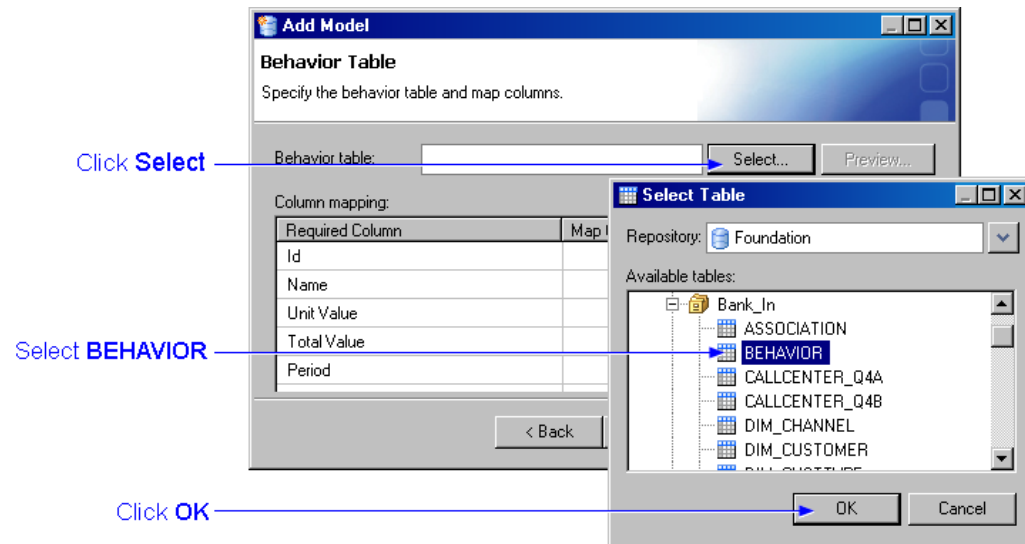 Add Model
Behavior Table
Specify the behavior table and map columns.
Click Select
Behavior table:
Select...
Preview...
Column mapping:
Required Column
Map
Id
Name
Unit Value
Total Value
Period
< Back
Select BEHAVIOR
Select Table
Repository:
Foundation
Available tables:
Bank_In
ASSOCIATION
BEHAVIOR
CALLCENTER_Q4A
CALLCENTER_Q4B
DIM_CHANNEL
DIM_CUSTOMER
Click OK
OK
Cancel